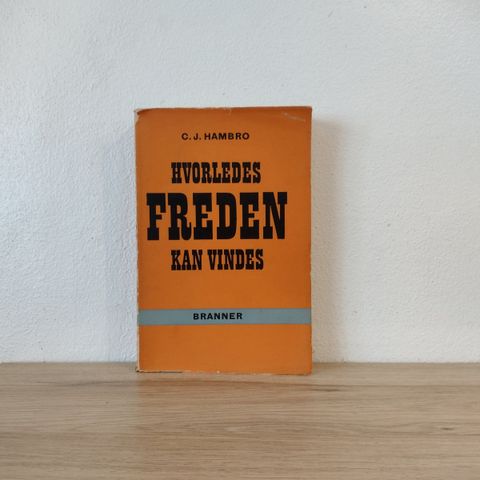 C. J. HAMBRO
HVORLEDES
FREDEN
KAN VINDES
BRANNER